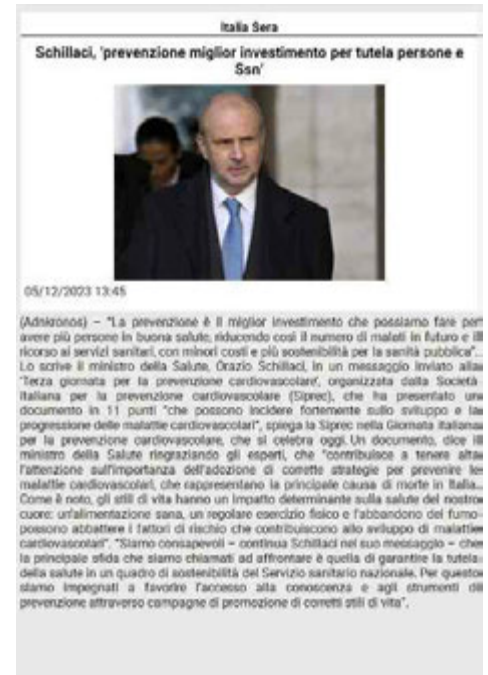 Italia Sera
Schillaci, 'prevenzione miglior investimento per tutela persone e
Ssn'
05/12/2023 13:45
(Adnkronos) – "La prevenzione è il miglior investimento che possiamo fare per
avere più persone in buona salute, riducendo così il numero di malati in futuro e il
ricorso ai servizi sanitari, con minori costi e più sostenibilità per la sanità pubblica".
Lo scrive il ministro della Salute, Orazio Schillaci, in un messaggio inviato alla
'Terza giornata per la prevenzione cardiovascolare', organizzata dalla Società
italiana per la prevenzione cardiovascolare (Siprec), che ha presentato un
documento in 11 punti "che possono incidere fortemente sullo sviluppo e la
progressione delle malattie cardiovascolari", spiega la Siprec nella Giornata italiana
per la prevenzione cardiovascolare, che si celebra oggi. Un documento, dice il
ministro della Salute ringraziando gli esperti, che "contribuisce a tenere alta
l'attenzione sull'importanza dell'adozione di corrette strategie per prevenire le
malattie cardiovascolari, che rappresentano la principale causa di morte in Italia.
Come è noto, gli stili di vita hanno un impatto determinante sulla salute del nostro
cuore: un'alimentazione sana, un regolare esercizio fisico e l'abbandono del fumo
possono abbattere i fattori di rischio che contribuiscono allo sviluppo di malattie
cardiovascolari". "Siamo consapevoli – continua Schillaci nel suo messaggio – che
la principale sfida che siamo chiamati ad affrontare è quella di garantire la tutela
della salute in un quadro di sostenibilità del Servizio sanitario nazionale. Per questo
siamo impegnati a favorire l'accesso alla conoscenza e agli strumenti di
prevenzione attraverso campagne di promozione di corretti stili di vita".